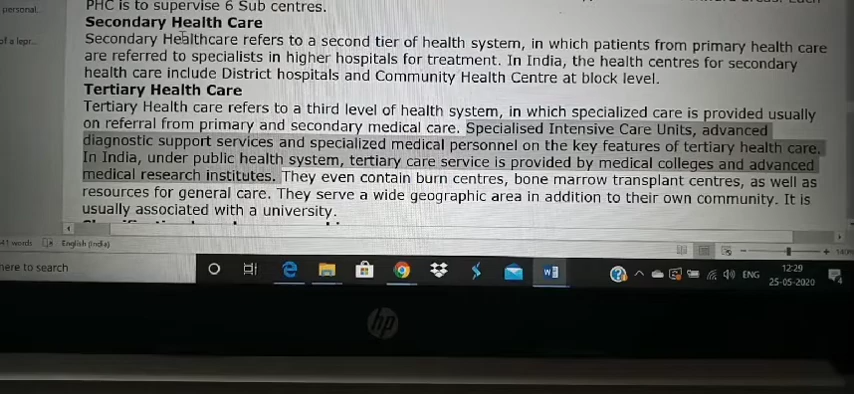 personal...
PHC is to supervise 6 Sub centres.
Secondary Health Care
of a lepr...
Secondary Healthcare refers to a second tier of health system, in which patients from primary health care
are referred to specialists in higher hospitals for treatment. In India, the health centres for secondary
health care include District hospitals and Community Health Centre at block level.
Tertiary Health Care
Tertiary Health care refers to a third level of health system, in which specialized care is provided usually
on referral from primary and secondary medical care. Specialised Intensive Care Units, advanced
diagnostic support services and specialized medical personnel on the key features of tertiary health care.
In India, under public health system, tertiary care service is provided by medical colleges and advanced
medical research institutes. They even contain burn centres, bone marrow transplant centres, as well as
resources for general care. They serve a wide geographic area in addition to their own community. It is
usually associated with a university.
41 words English (India)
140%
here to search
ENG
12:29
25-05-2020
4
hp